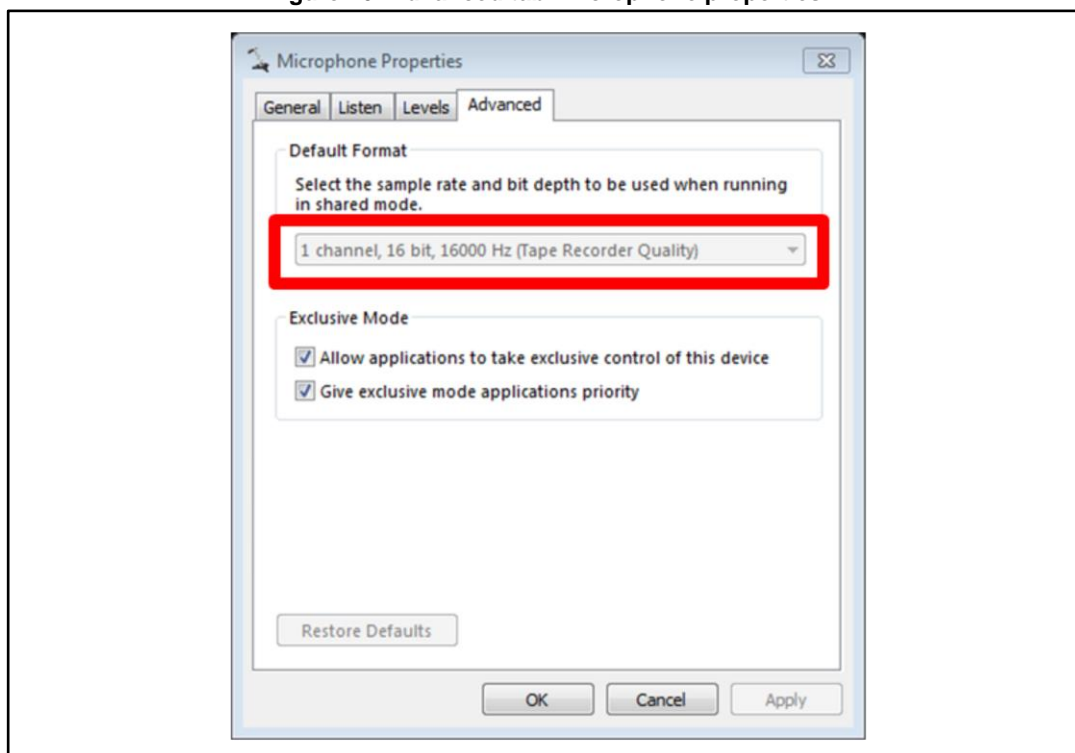 Microphone Properties
General Listen Levels Advanced
Default Format
Select the sample rate and bit depth to be used when running
in shared mode.
1 channel, 16 bit, 16000 Hz (Tape Recorder Quality)
Exclusive Mode
Allow applications to take exclusive control of this device
Give exclusive mode applications priority
Restore Defaults
OK Cancel Apply